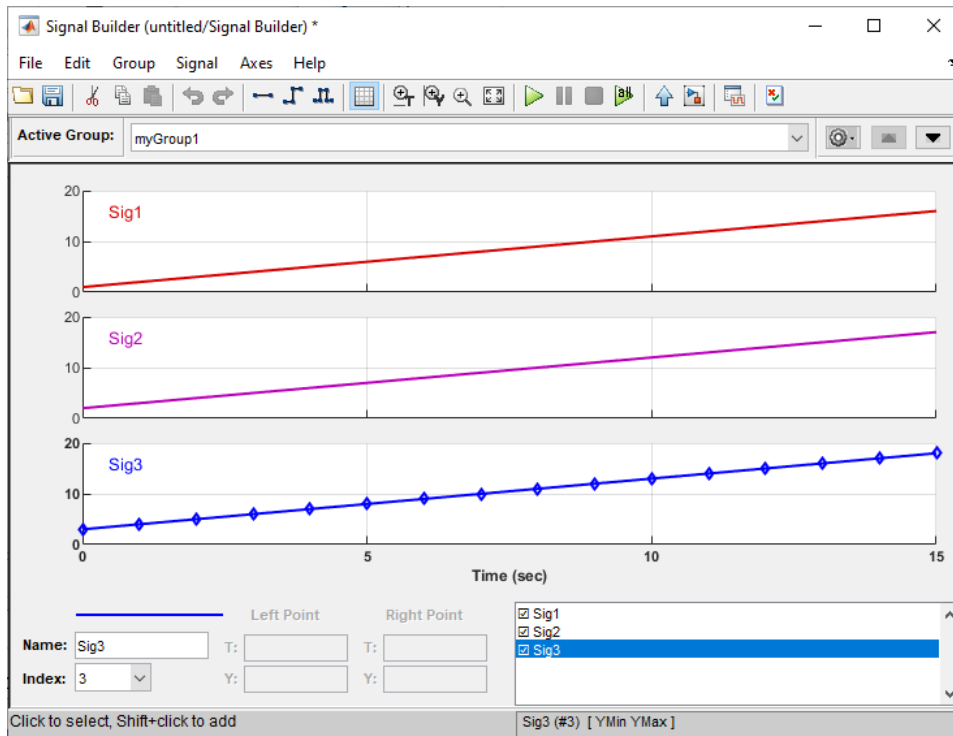 Signal Builder (untitled/Signal Builder) *
File Edit Group Signal Axes Help
Active Group: myGroup1
20
Sig1
10
0
20
Sig2
10
0
20
Sig3
10
0
0 5 10 15
Time (sec)
Left Point Right Point
Name: Sig3 T: T:
Index: 3 Y: Y:
Sig1
Sig2
Sig3
Click to select, Shift+click to add
Sig3 (#3) [ YMin YMax ]